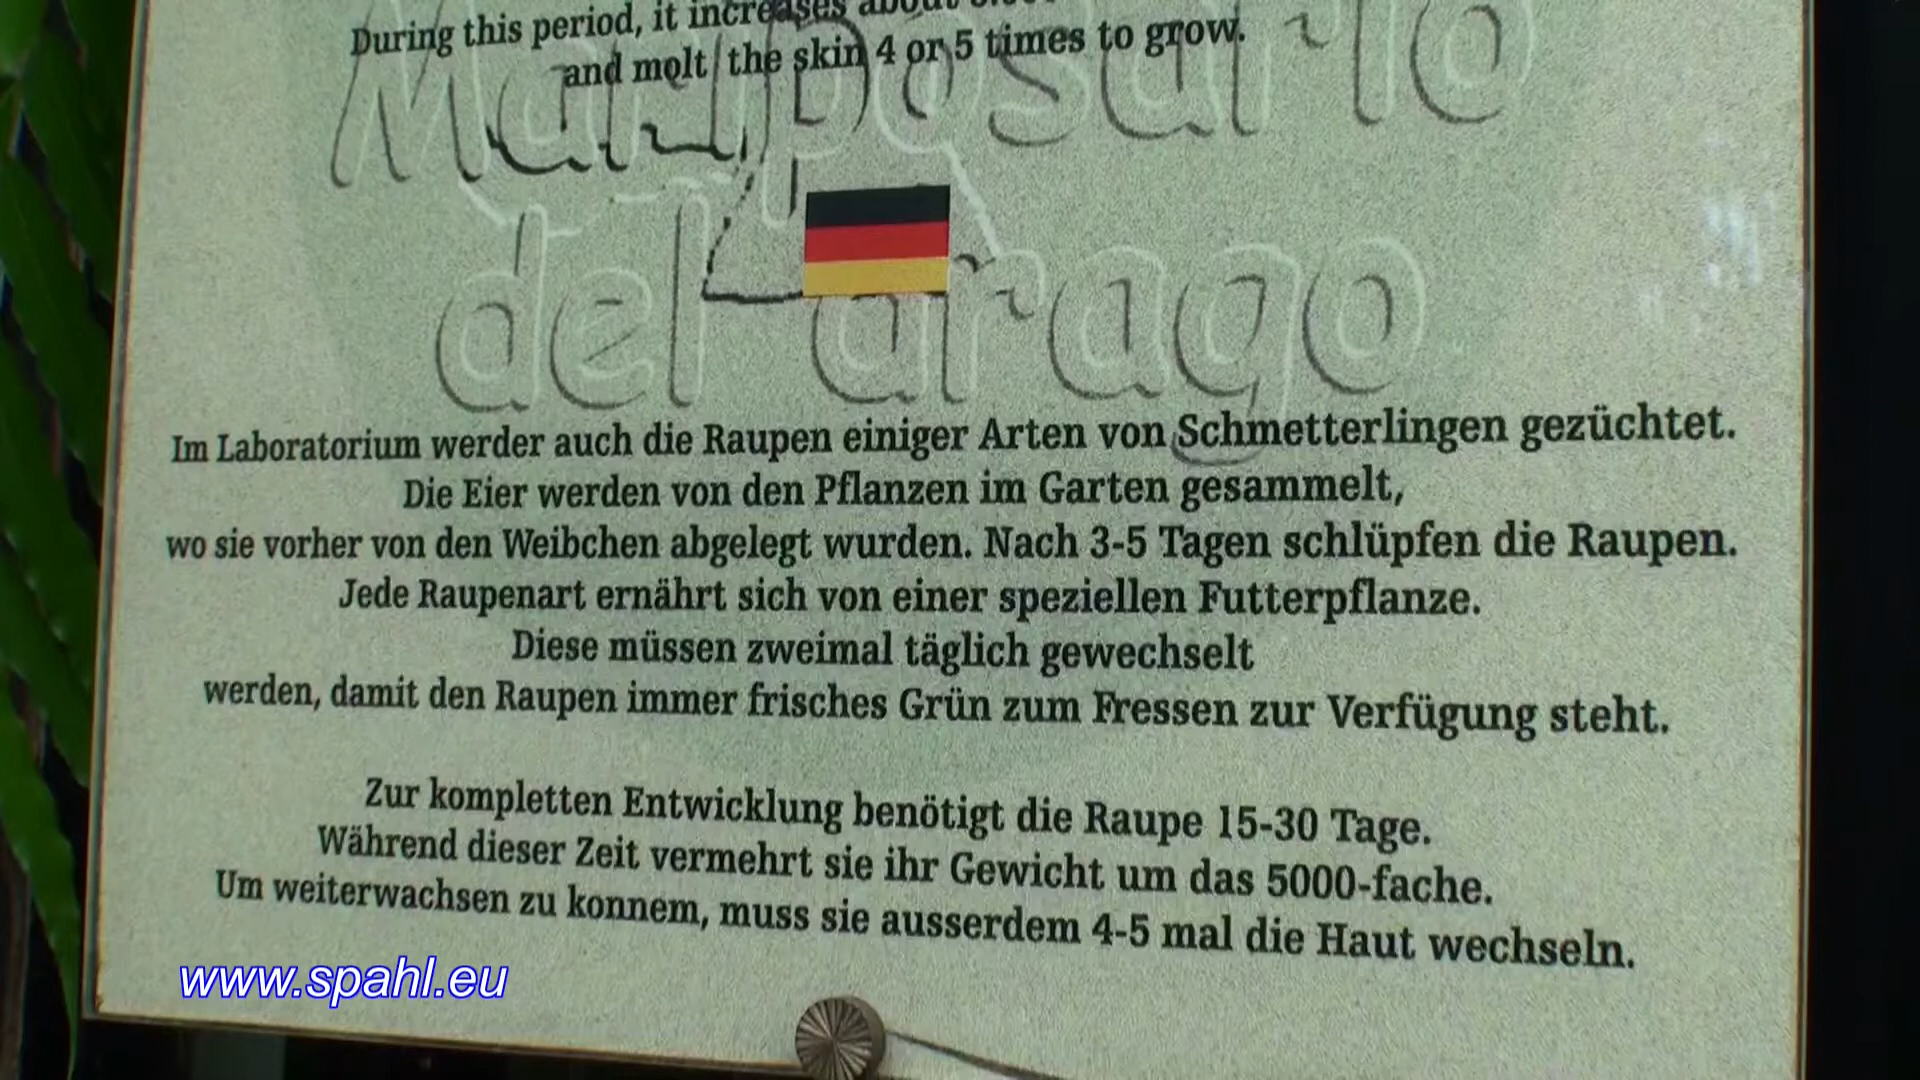 During this period, it increases about
and molt the skin 4 or 5 times to grow.
Mariposario
del drago
Im Laboratorium werder auch die Raupen einiger Arten von Schmetterlingen gezüchtet.
Die Eier werden von den Pflanzen im Garten gesammelt,
wo sie vorher von den Weibchen abgelegt wurden. Nach 3-5 Tagen schlüpfen die Raupen.
Jede Raupenart ernährt sich von einer speziellen Futterpflanze.
Diese müssen zweimal täglich gewechselt
werden, damit den Raupen immer frisches Grün zum Fressen zur Verfügung steht.
Zur kompletten Entwicklung benötigt die Raupe 15-30 Tage.
Während dieser Zeit vermehrt sie ihr Gewicht um das 5000-fache.
Um weiterwachsen zu konnem, muss sie ausserdem 4-5 mal die Haut wechseln.
www.spahl.eu